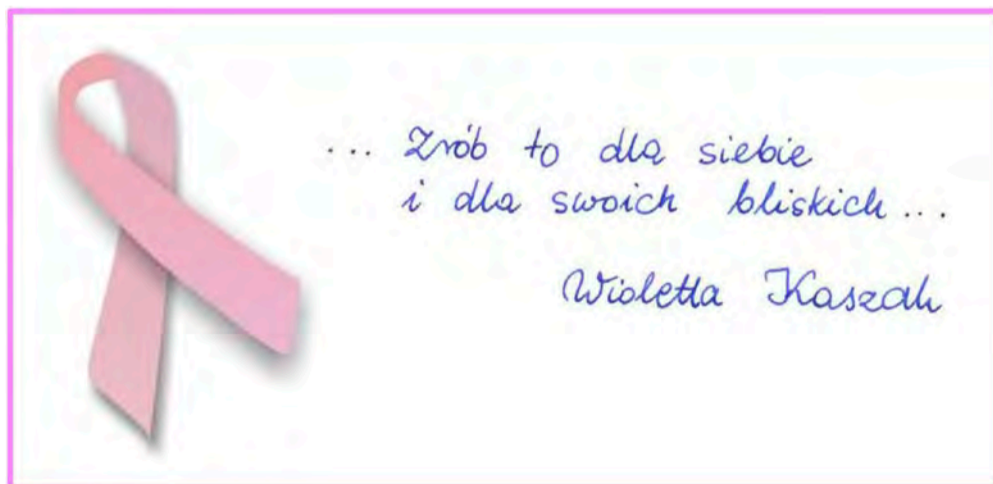 ... Zrób to dla siebie
i dla swoich bliskich ...
Wioletta Kaszak